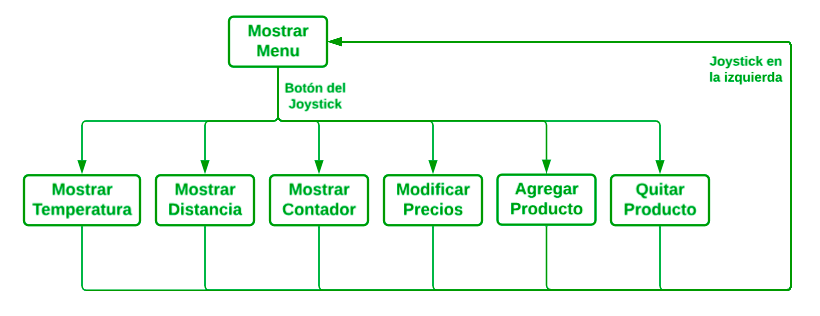 Mostrar
Menu
Joystick en
la izquierda
Botón del
Joystick
Mostrar
Temperatura
Mostrar
Distancia
Mostrar
Contador
Modificar
Precios
Agregar
Producto
Quitar
Producto